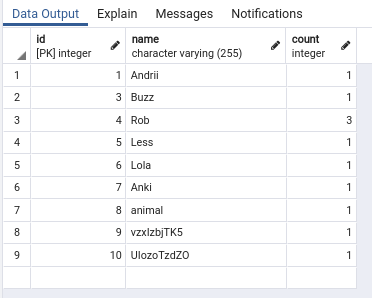 Data Output Explain Messages Notifications
id name count
[PK] integer character varying (255) integer
1 1 Andrii 1
2 3 Buzz 1
3 4 Rob 3
4 5 Less 1
5 6 Lola 1
6 7 Anki 1
7 8 animal 1
8 9 vzxIzbjTK5 1
9 10 UIozoTzdZO 1